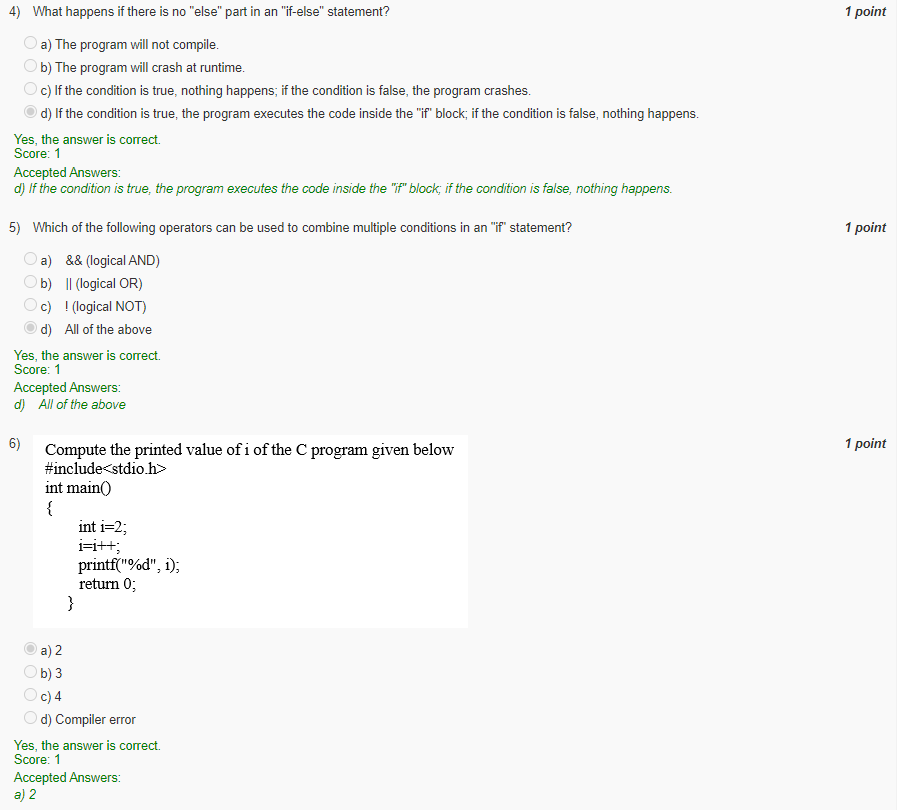 4) What happens if there is no "else" part in an "if-else" statement? 1 point
a) The program will not compile.
b) The program will crash at runtime.
c) If the condition is true, nothing happens; if the condition is false, the program crashes.
d) If the condition is true, the program executes the code inside the "if" block; if the condition is false, nothing happens.
Yes, the answer is correct.
Score: 1
Accepted Answers:
d) If the condition is true, the program executes the code inside the "if" block; if the condition is false, nothing happens.
5) Which of the following operators can be used to combine multiple conditions in an "if" statement? 1 point
a) && (logical AND)
b) || (logical OR)
c) ! (logical NOT)
d) All of the above
Yes, the answer is correct.
Score: 1
Accepted Answers:
d) All of the above
6) Compute the printed value of i of the C program given below 1 point
#include<stdio.h>
int main()
{
int i=2;
i=i++;
printf("%d", i);
return 0;
}
a) 2
b) 3
c) 4
d) Compiler error
Yes, the answer is correct.
Score: 1
Accepted Answers:
a) 2